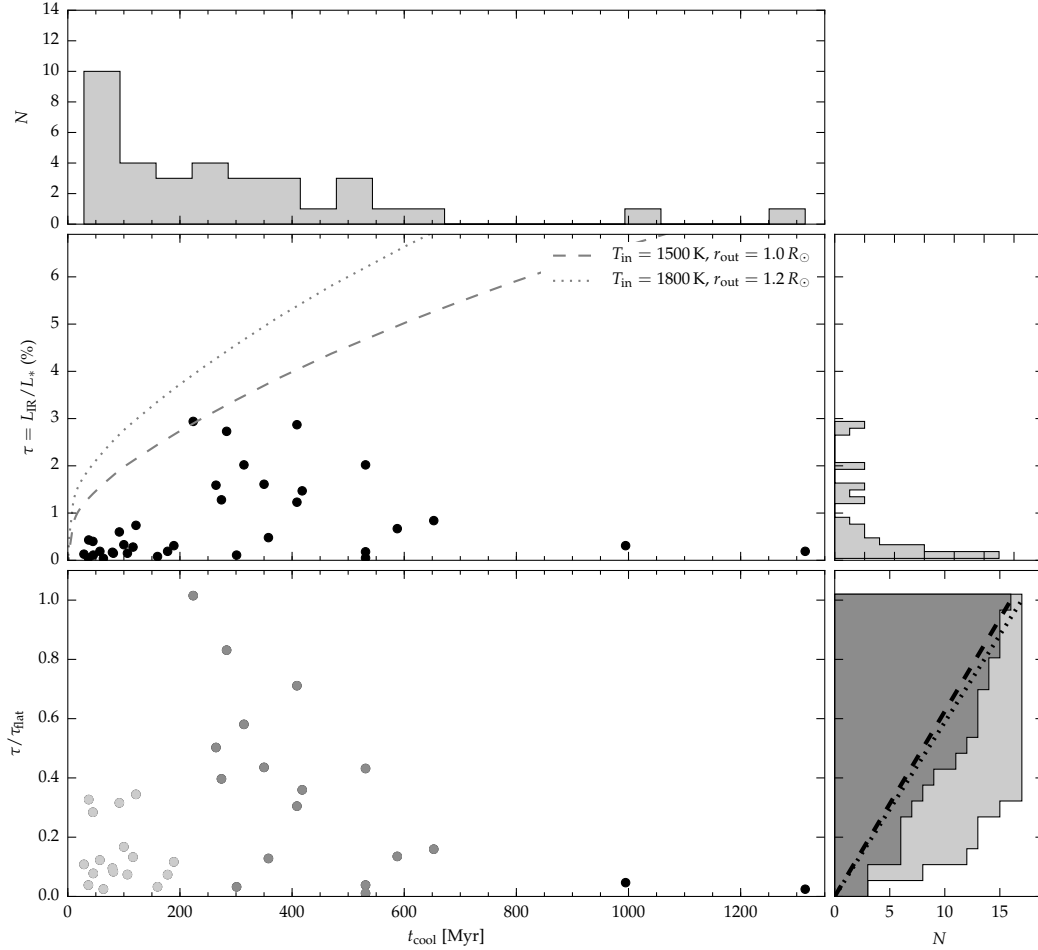 14
12
10
8
6
4
2
0
N
T_in = 1500 K, r_out = 1.0 R_⊙
T_in = 1800 K, r_out = 1.2 R_⊙
6
5
4
3
2
1
0
τ = L_IR/L_* (%)
1.0
0.8
0.6
0.4
0.2
0.0
τ/τ_flat
0 200 400 600 800 1000 1200
t_cool [Myr]
0 5 10 15
N